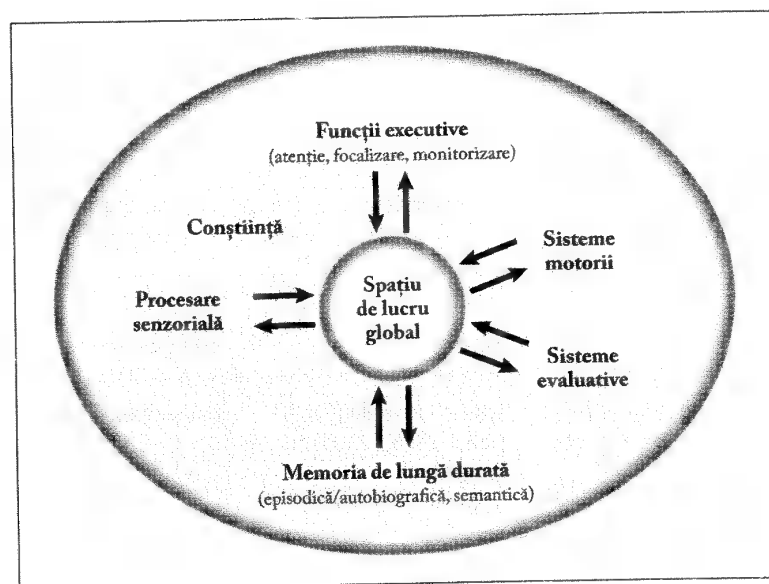 Funcții executive
(atenție, focalizare, monitorizare)
Conștiință
Sisteme
motorii
Procesare
senzorială
Spațiu
de lucru
global
Sisteme
evaluative
Memoria de lungă durată
(episodică/autobiografică, semantică)